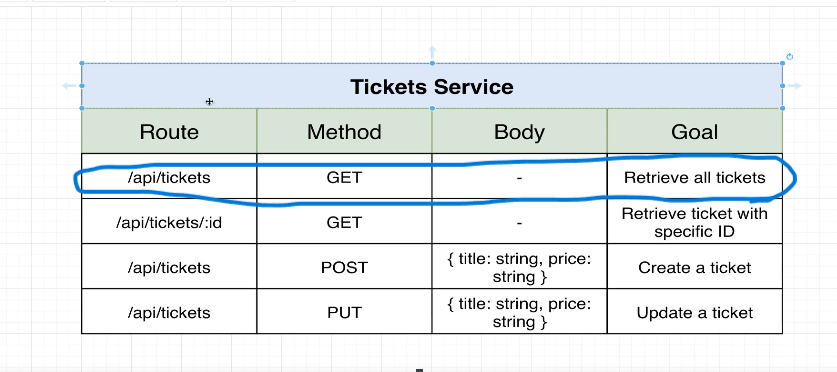 Tickets Service
Route Method Body Goal
/api/tickets GET - Retrieve all tickets
/api/tickets/:id GET - Retrieve ticket with
specific ID
/api/tickets POST { title: string, price:
string } Create a ticket
/api/tickets PUT { title: string, price:
string } Update a ticket